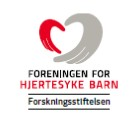 FORENINGEN FOR
HJERTESYKE BARN
Forskningsstiftelsen